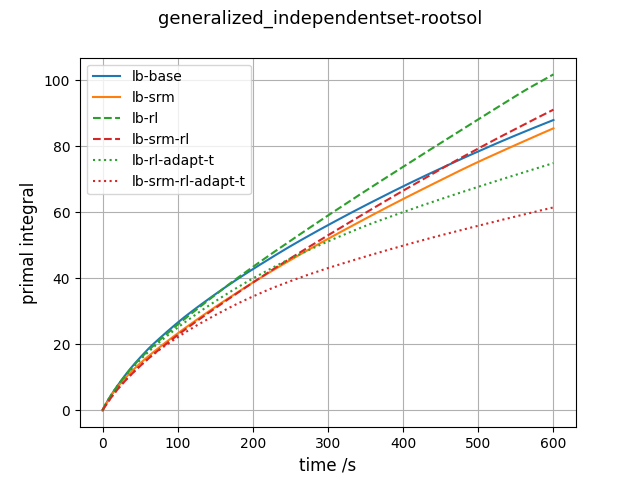 generalized_independentset-rootsol
lb-base
lb-srm
lb-rl
lb-srm-rl
lb-rl-adapt-t
lb-srm-rl-adapt-t
primal integral
100
80
60
40
20
0
0 100 200 300 400 500 600
time /s